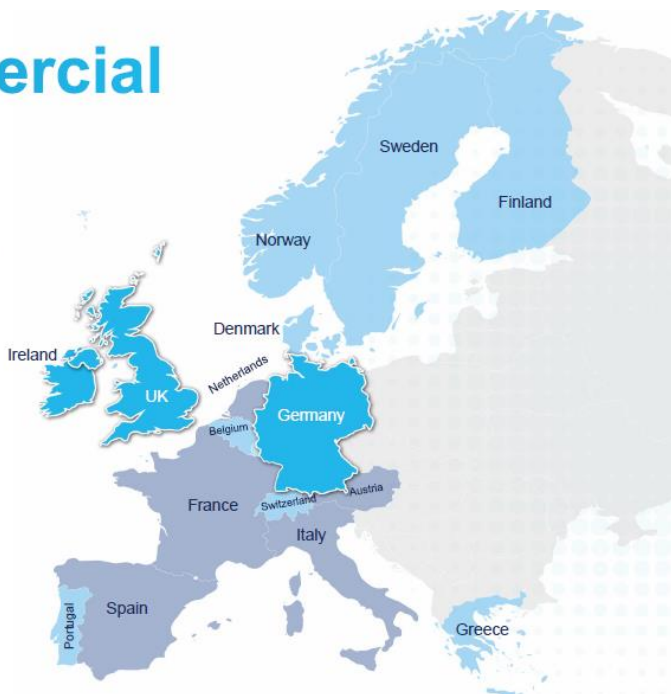 ercial
Sweden
Finland
Norway
Denmark
Ireland
Netherlands
UK
Germany
Belgium
France
Switzerland
Austria
Italy
Spain
Portugal
Greece